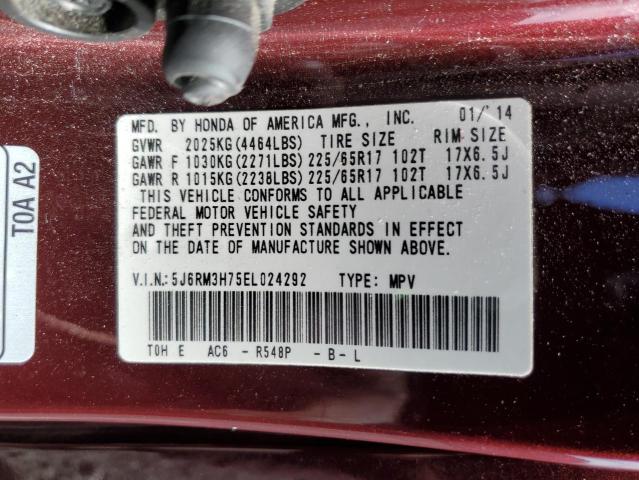 MFD. BY HONDA OF AMERICA MFG., INC. 01/'14
GVWR 2025KG(4464LBS) TIRE SIZE RIM SIZE
GAWR F 1030KG(2271LBS) 225/65R17 102T 17X6.5J
GAWR R 1015KG(2238LBS) 225/65R17 102T 17X6.5J
THIS VEHICLE CONFORMS TO ALL APPLICABLE
FEDERAL MOTOR VEHICLE SAFETY
AND THEFT PREVENTION STANDARDS IN EFFECT
ON THE DATE OF MANUFACTURE SHOWN ABOVE.
V.I.N.: 5J6RM3H75EL024292 TYPE: MPV
T0H E AC6 - R548P - B - L
T0A A2